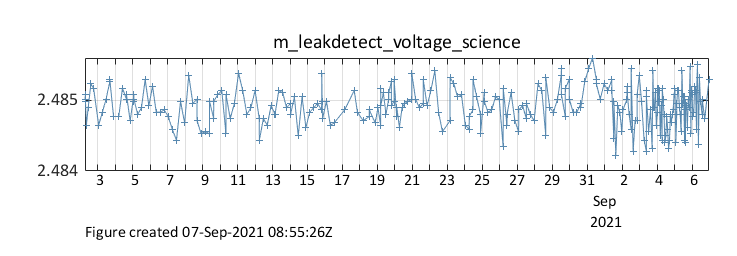 m_leakdetect_voltage_science
2.485
2.484
3 5 7 9 11 13 15 17 19 21 23 25 27 29 31 2 4 6
Sep
2021
Figure created 07-Sep-2021 08:55:26Z